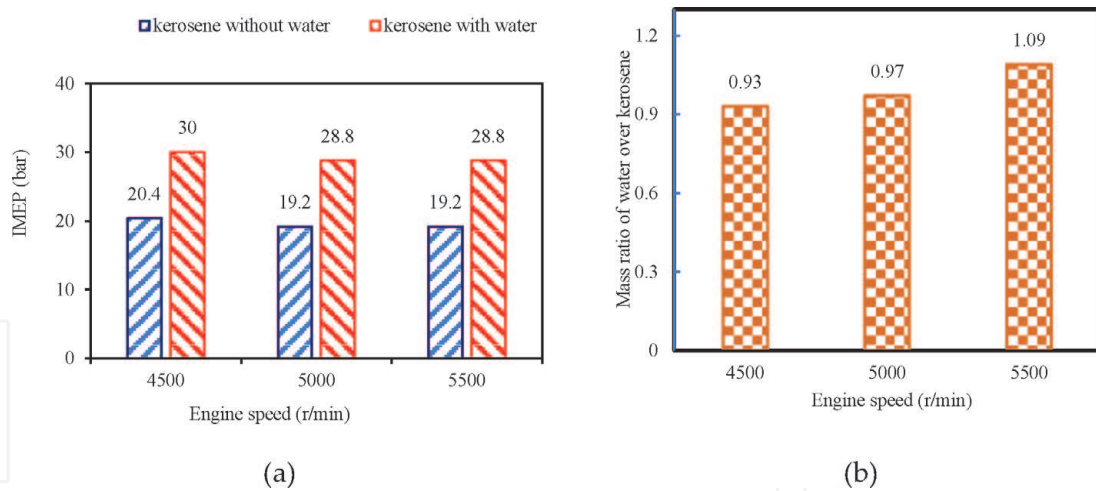 kerosene without water kerosene with water
IMEP (bar)
40
30
20
10
0
20.4 30 19.2 28.8 19.2 28.8
4500 5000 5500
Engine speed (r/min)
(a)
Mass ratio of water over kerosene
1.2
0.9
0.6
0.3
0
0.93 0.97 1.09
4500 5000 5500
Engine speed (r/min)
(b)